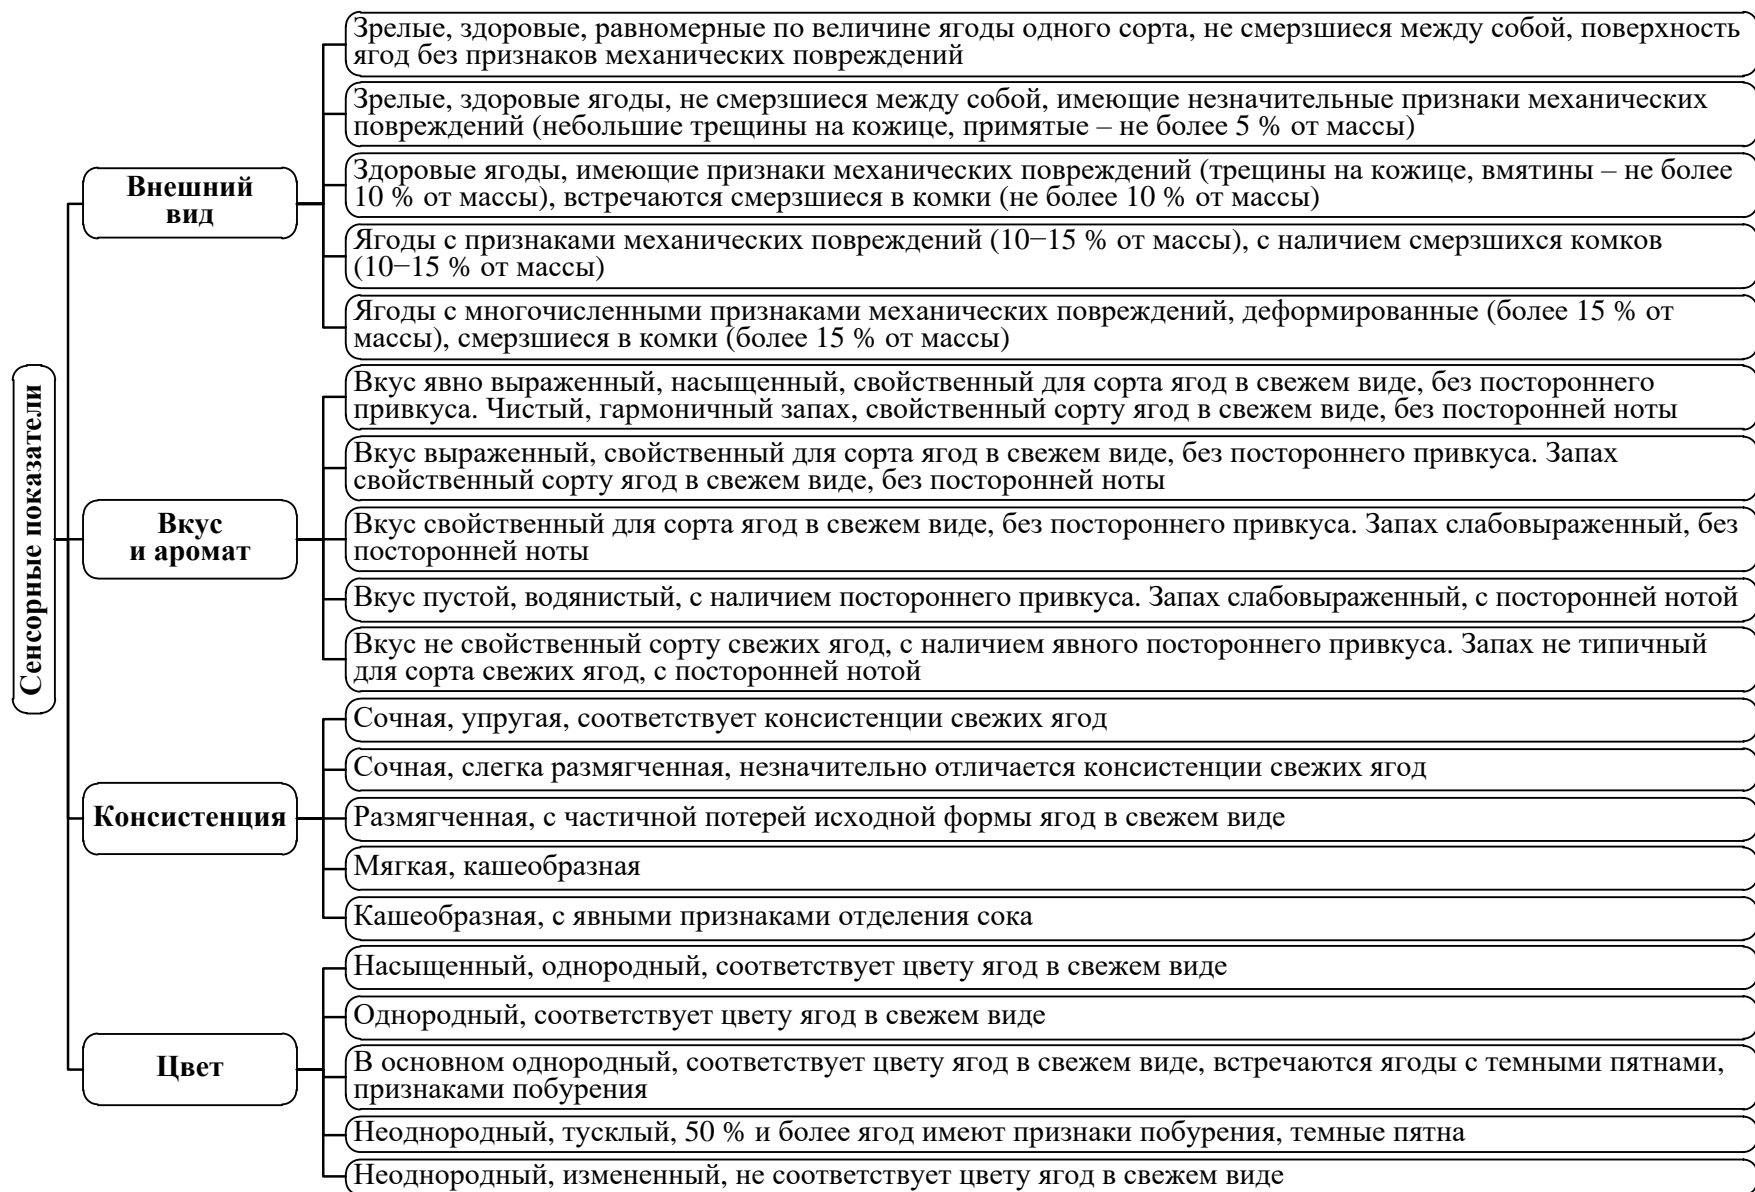 Сенсорные показатели
Внешний
вид
Зрелые, здоровые, равномерные по величине ягоды одного сорта, не смерзшиеся между собой, поверхность
ягод без признаков механических повреждений
Зрелые, здоровые ягоды, не смерзшиеся между собой, имеющие незначительные признаки механических
повреждений (небольшие трещины на кожице, примятые – не более 5 % от массы)
Здоровые ягоды, имеющие признаки механических повреждений (трещины на кожице, вмятины – не более
10 % от массы), встречаются смерзшиеся в комки (не более 10 % от массы)
Ягоды с признаками механических повреждений (10−15 % от массы), с наличием смерзшихся комков
(10−15 % от массы)
Ягоды с многочисленными признаками механических повреждений, деформированные (более 15 % от
массы), смерзшиеся в комки (более 15 % от массы)
Вкус
и аромат
Вкус явно выраженный, насыщенный, свойственный для сорта ягод в свежем виде, без постороннего
привкуса. Чистый, гармоничный запах, свойственный сорту ягод в свежем виде, без посторонней ноты
Вкус выраженный, свойственный для сорта ягод в свежем виде, без постороннего привкуса. Запах
свойственный сорту ягод в свежем виде, без посторонней ноты
Вкус свойственный для сорта ягод в свежем виде, без постороннего привкуса. Запах слабовыраженный, без
посторонней ноты
Вкус пустой, водянистый, с наличием постороннего привкуса. Запах слабовыраженный, с посторонней нотой
Вкус не свойственный сорту свежих ягод, с наличием явного постороннего привкуса. Запах не типичный
для сорта свежих ягод, с посторонней нотой
Консистенция
Сочная, упругая, соответствует консистенции свежих ягод
Сочная, слегка размягченная, незначительно отличается консистенции свежих ягод
Размягченная, с частичной потерей исходной формы ягод в свежем виде
Мягкая, кашеобразная
Кашеобразная, с явными признаками отделения сока
Цвет
Насыщенный, однородный, соответствует цвету ягод в свежем виде
Однородный, соответствует цвету ягод в свежем виде
В основном однородный, соответствует цвету ягод в свежем виде, встречаются ягоды с темными пятнами,
признаками побурения
Неоднородный, тусклый, 50 % и более ягод имеют признаки побурения, темные пятна
Неоднородный, измененный, не соответствует цвету ягод в свежем виде